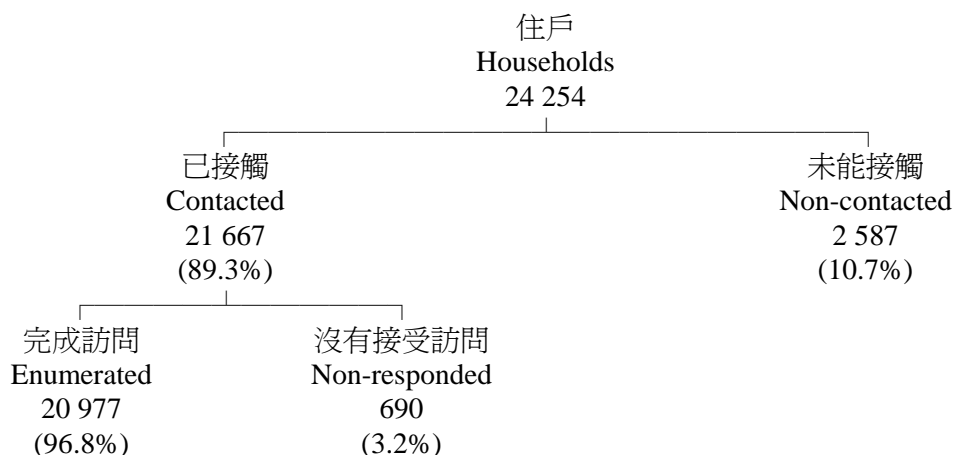 住戶
Households
24 254
已接觸
Contacted
21 667
(89.3%)
未能接觸
Non-contacted
2 587
(10.7%)
完成訪問
Enumerated
20 977
(96.8%)
沒有接受訪問
Non-responded
690
(3.2%)